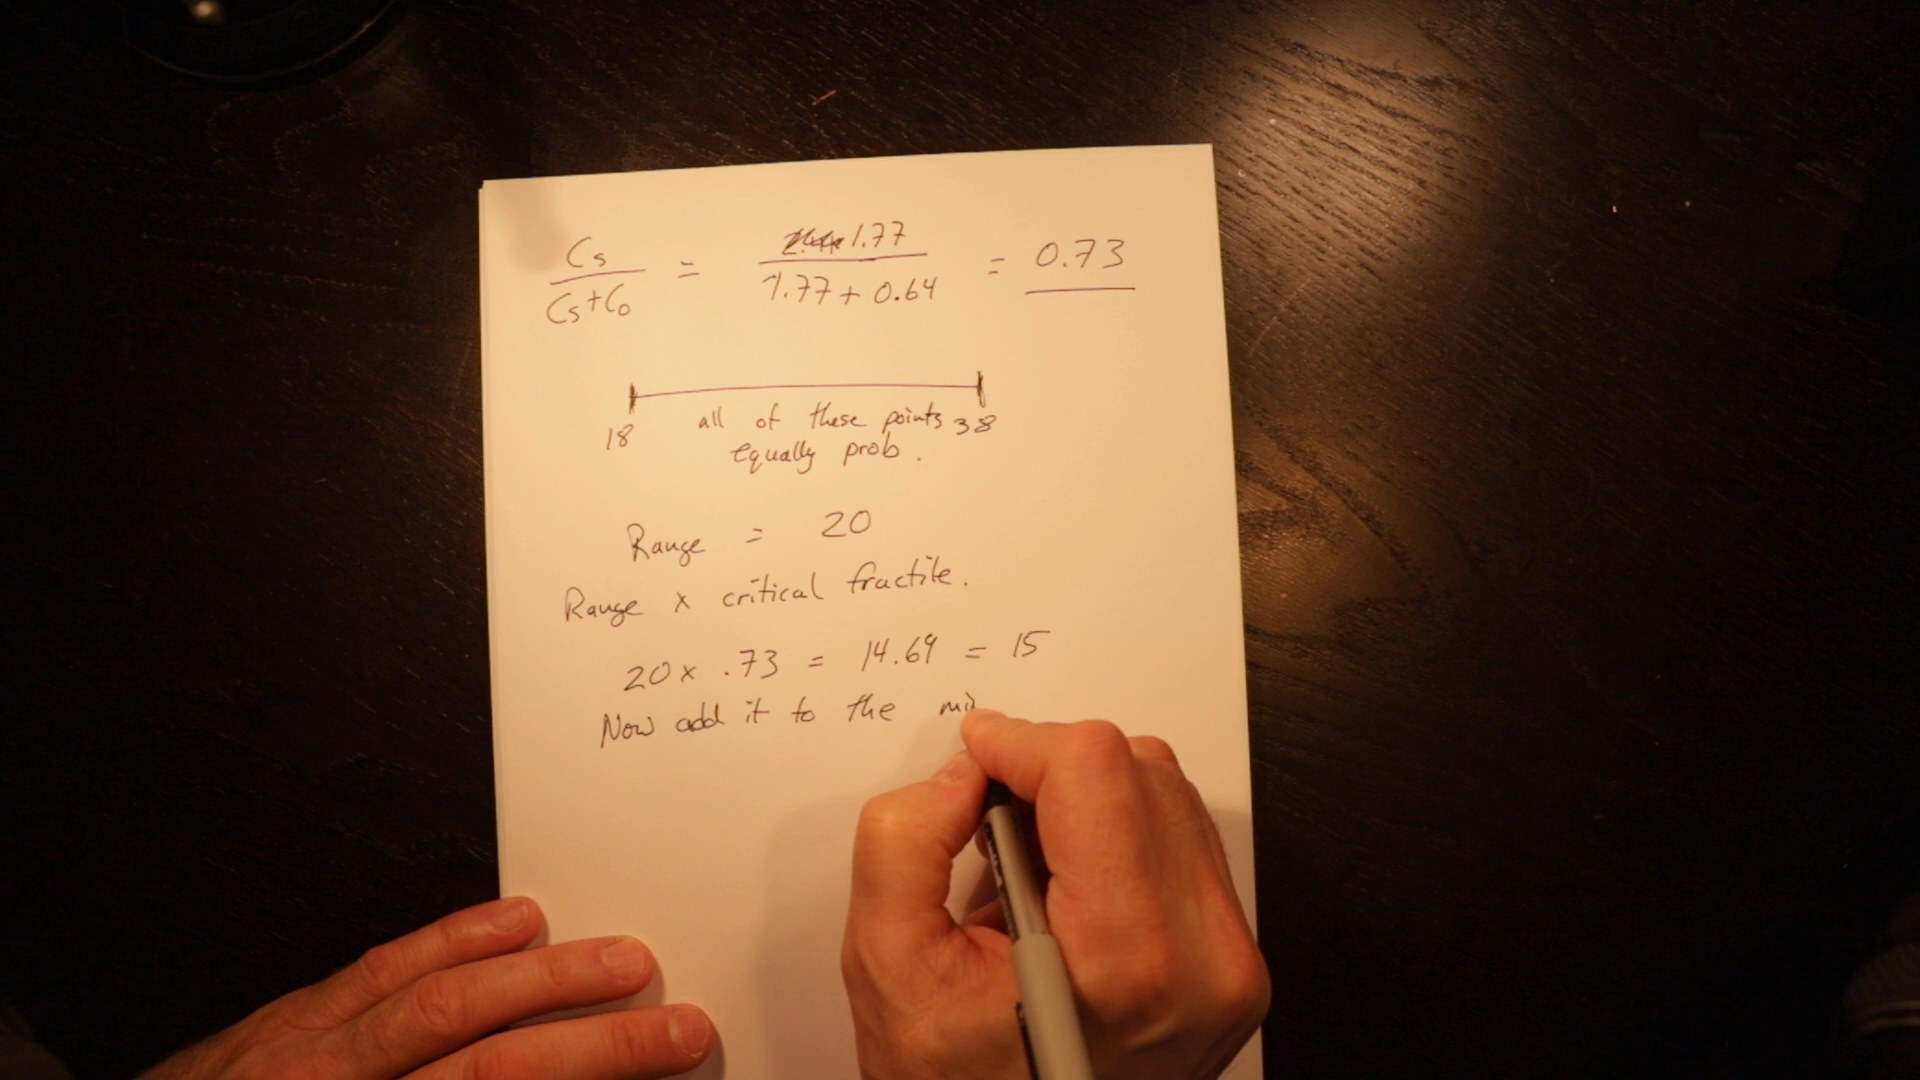 Cs / Cs+Co = 1.77 / 1.77 + 0.64 = 0.73
18 all of these points 38
equally prob.
Range = 20
Range x critical fractile.
20 x .73 = 14.69 = 15
Now add it to the mi